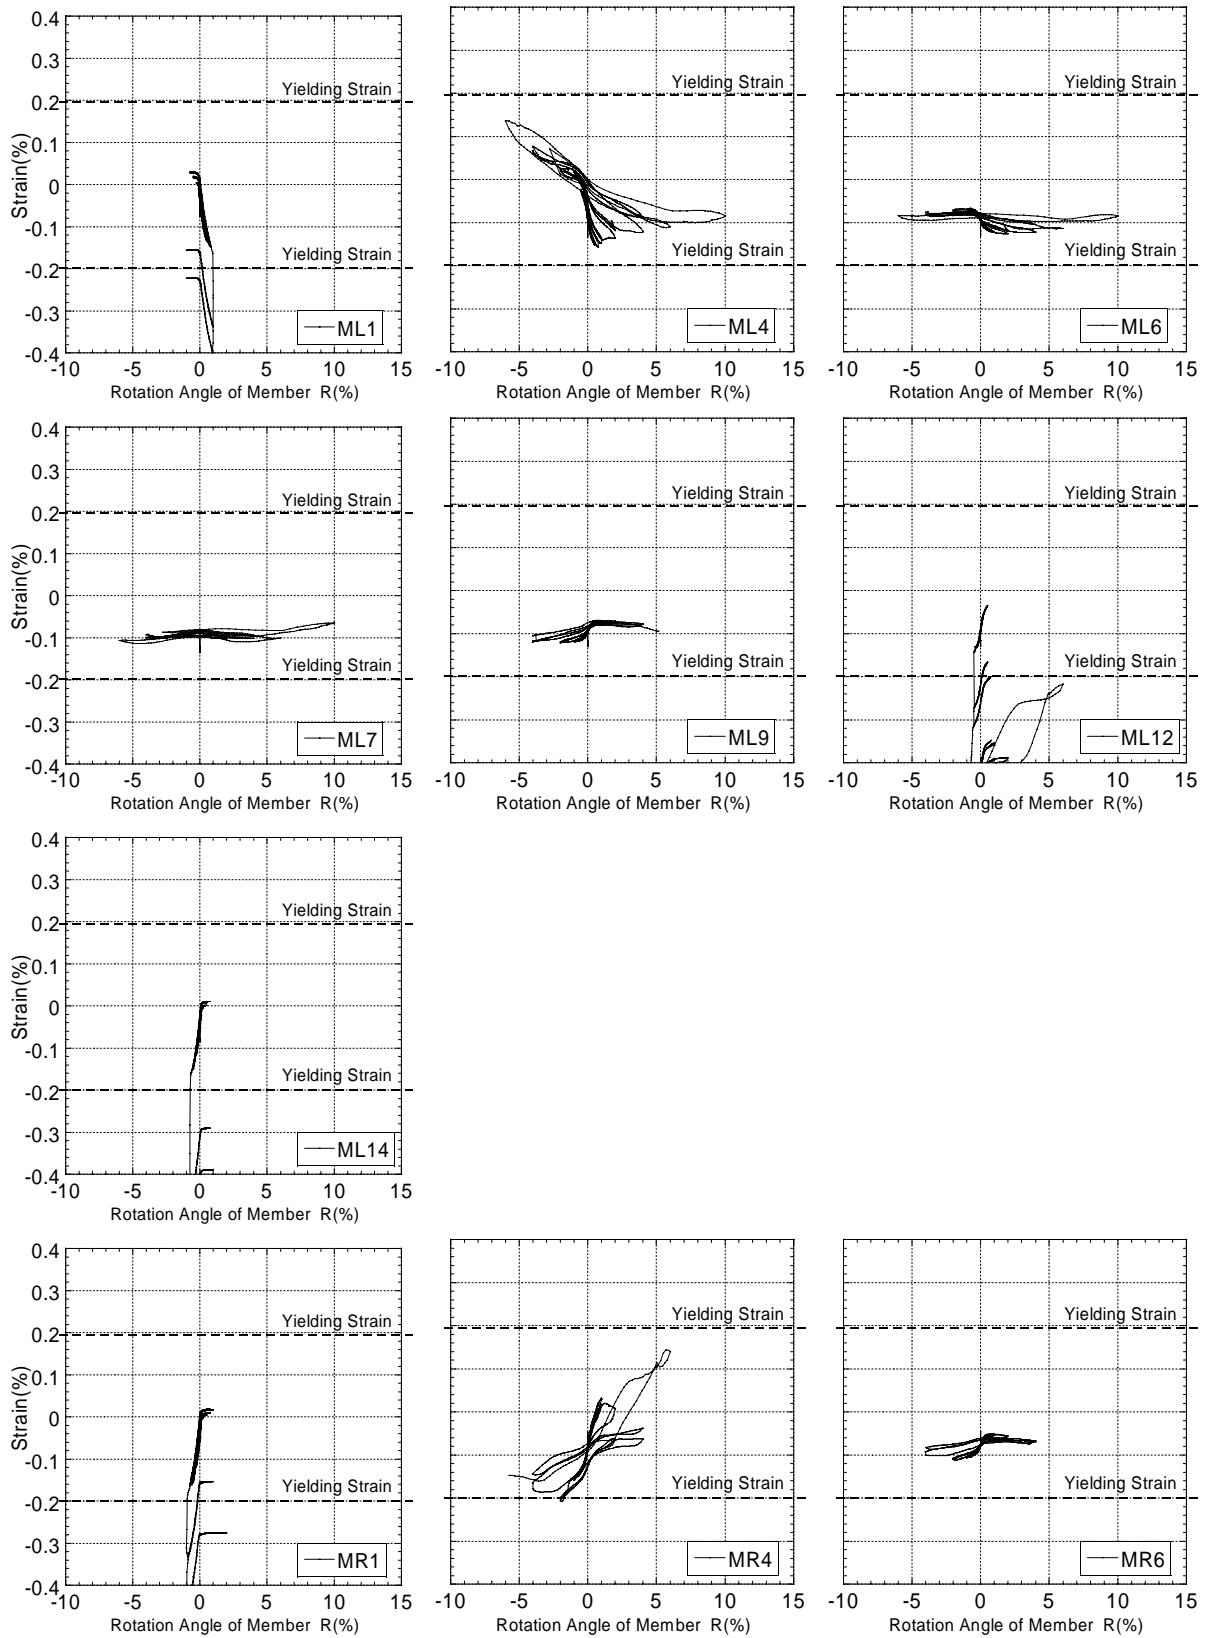 0.4
0.3
0.2
0.1
0
-0.1
-0.2
-0.3
-0.4
Strain(%)
Yielding Strain
Yielding Strain
ML1
-10 -5 0 5 10 15
Rotation Angle of Member R(%)
Yielding Strain
Yielding Strain
ML4
-10 -5 0 5 10 15
Rotation Angle of Member R(%)
Yielding Strain
Yielding Strain
ML6
-10 -5 0 5 10 15
Rotation Angle of Member R(%)
0.4
0.3
0.2
0.1
0
-0.1
-0.2
-0.3
-0.4
Strain(%)
Yielding Strain
Yielding Strain
ML7
-10 -5 0 5 10 15
Rotation Angle of Member R(%)
Yielding Strain
Yielding Strain
ML9
-10 -5 0 5 10 15
Rotation Angle of Member R(%)
Yielding Strain
Yielding Strain
ML12
-10 -5 0 5 10 15
Rotation Angle of Member R(%)
0.4
0.3
0.2
0.1
0
-0.1
-0.2
-0.3
-0.4
Strain(%)
Yielding Strain
Yielding Strain
ML14
-10 -5 0 5 10 15
Rotation Angle of Member R(%)
0.4
0.3
0.2
0.1
0
-0.1
-0.2
-0.3
-0.4
Strain(%)
Yielding Strain
Yielding Strain
MR1
-10 -5 0 5 10 15
Rotation Angle of Member R(%)
Yielding Strain
Yielding Strain
MR4
-10 -5 0 5 10 15
Rotation Angle of Member R(%)
Yielding Strain
Yielding Strain
MR6
-10 -5 0 5 10 15
Rotation Angle of Member R(%)